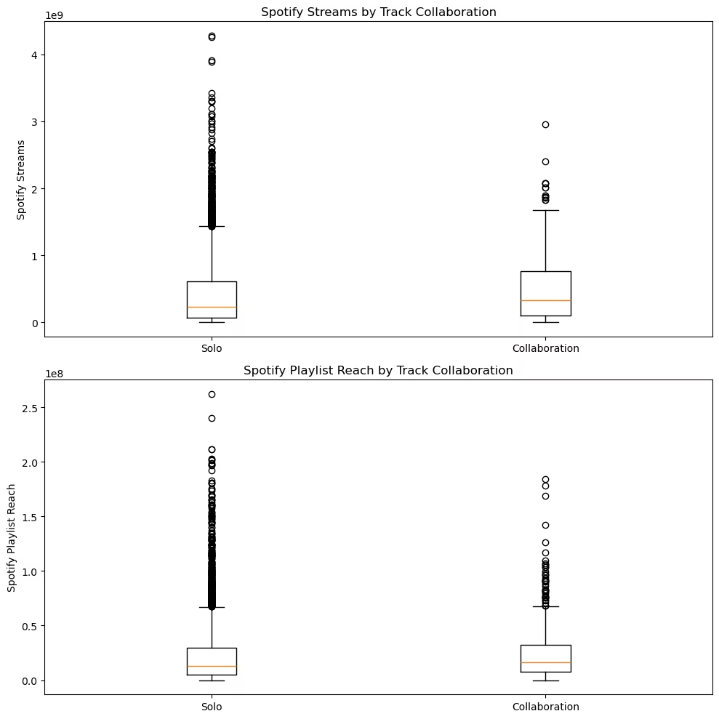 Spotify Streams by Track Collaboration
1e9
4
3
2
1
0
Spotify Streams
Solo
Collaboration
Spotify Playlist Reach by Track Collaboration
1e8
2.5
2.0
1.5
1.0
0.5
0.0
Spotify Playlist Reach
Solo
Collaboration